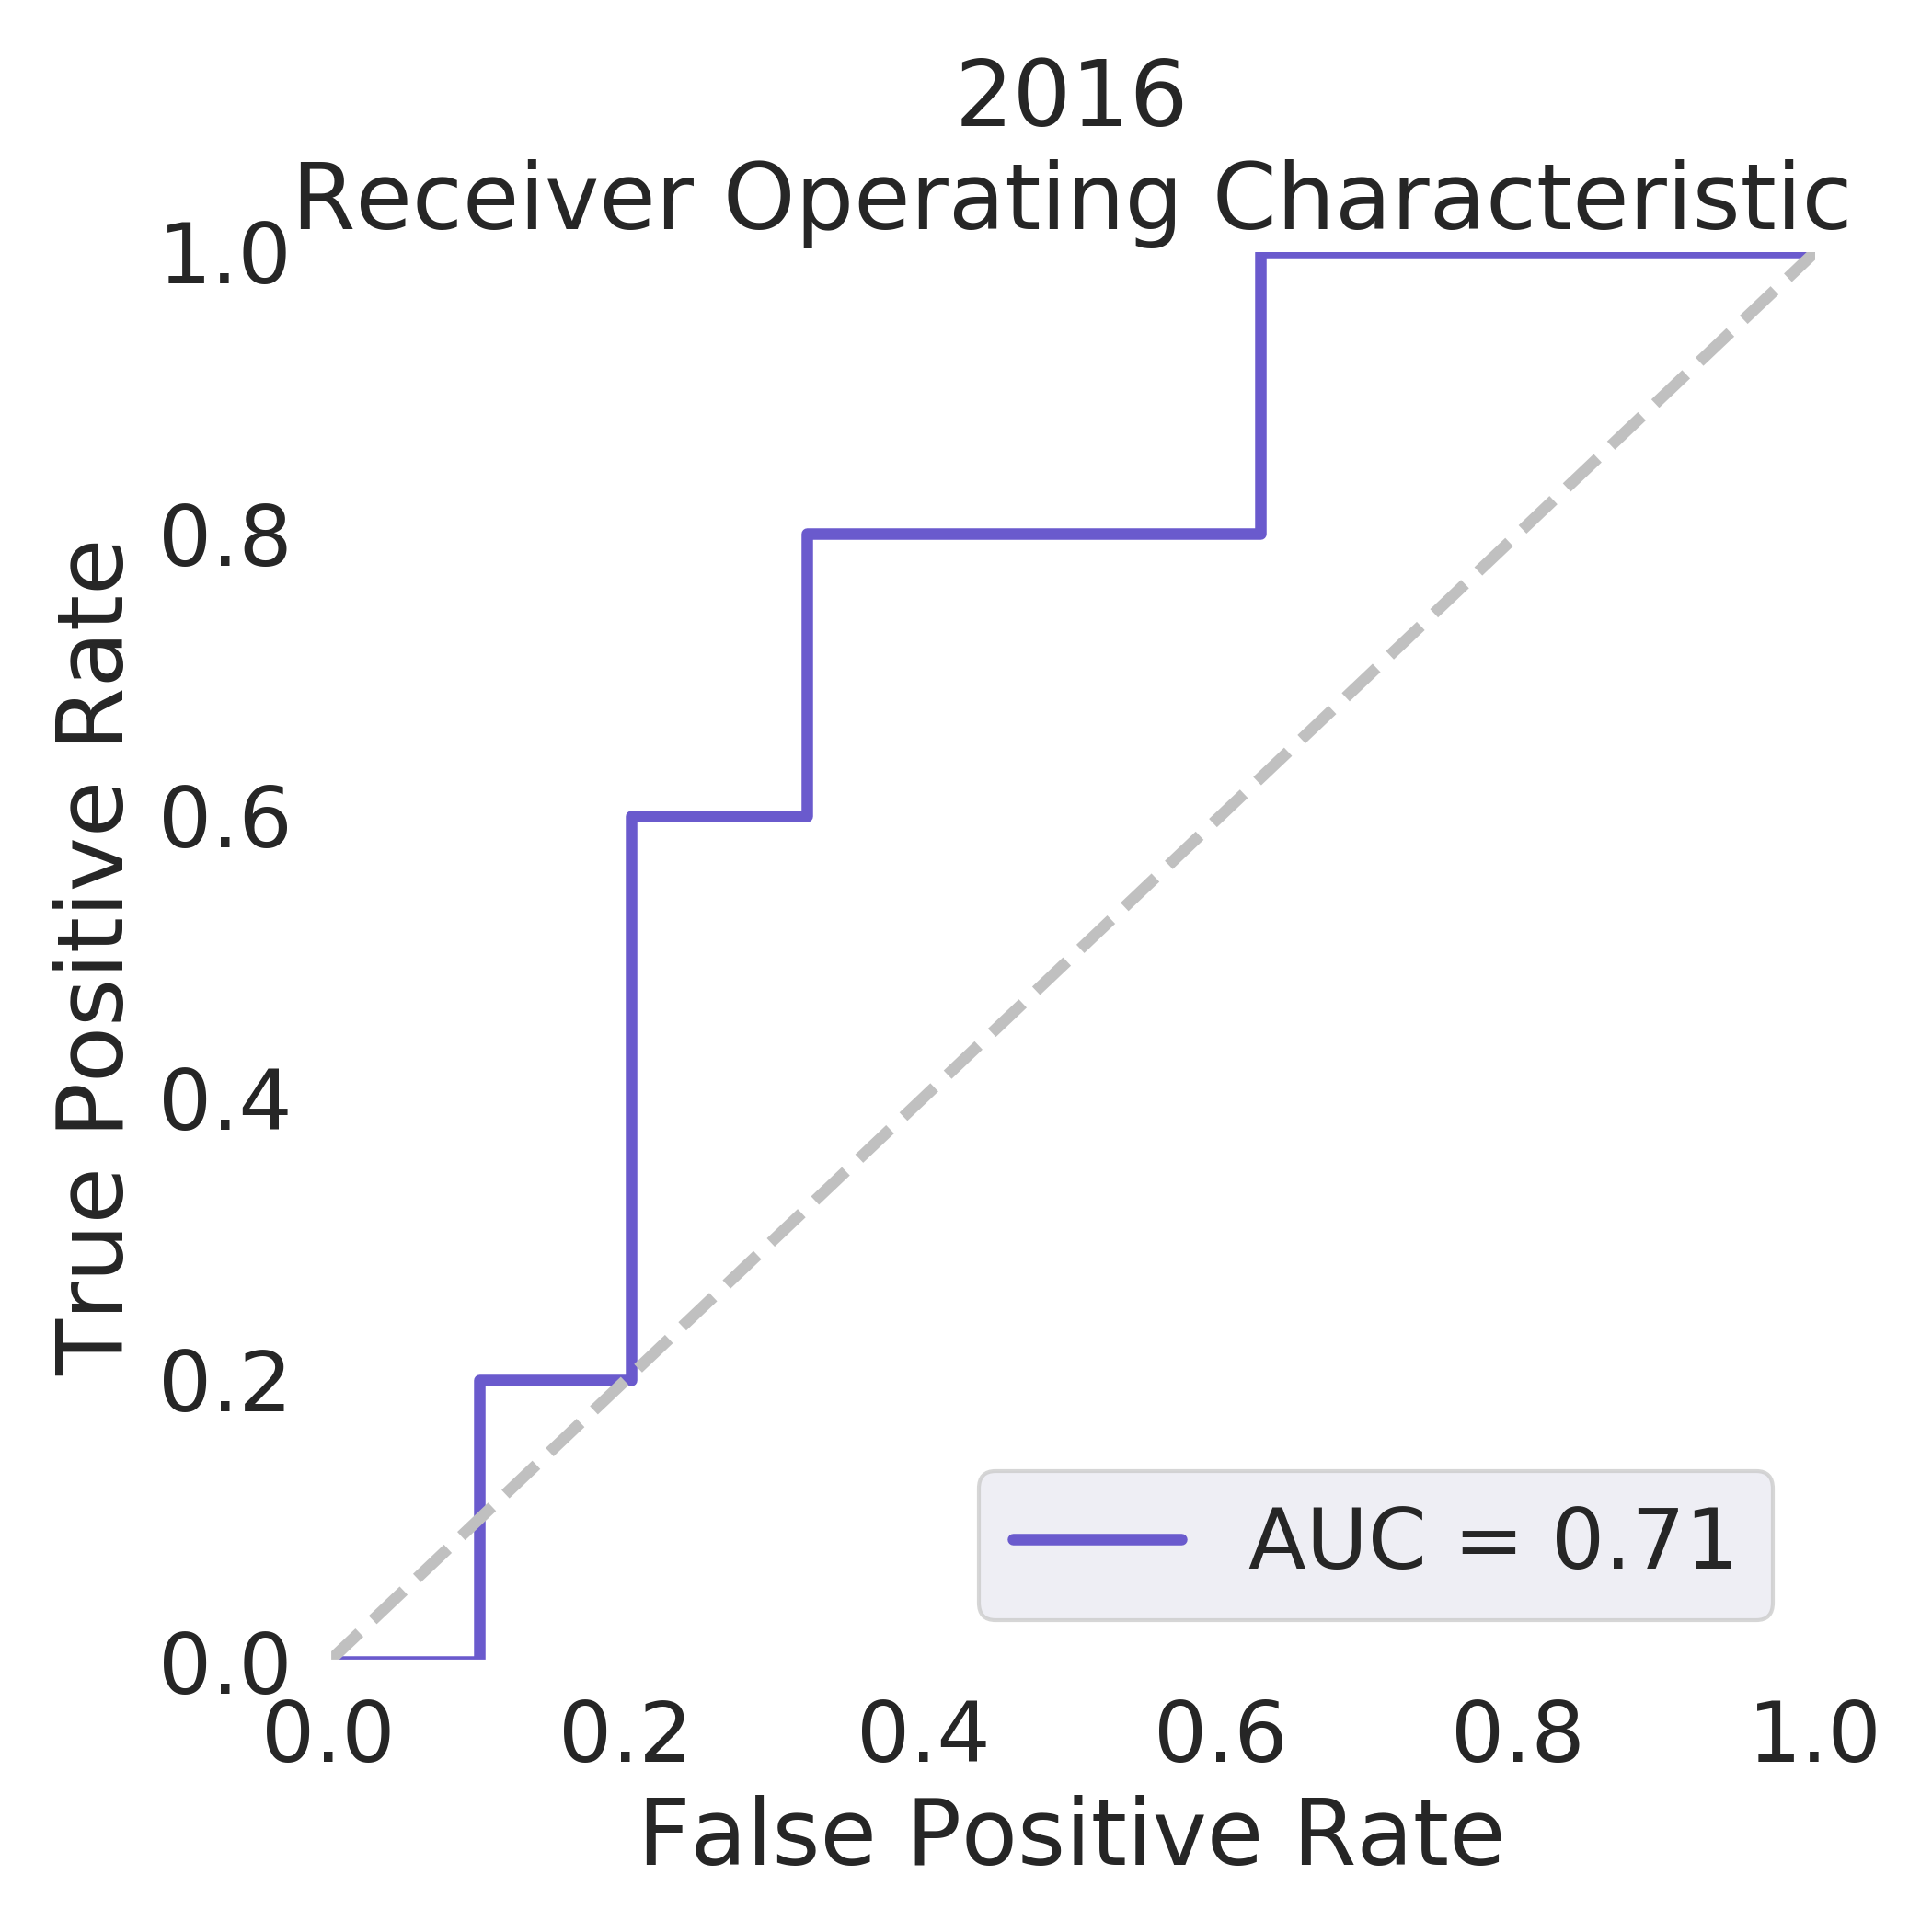 2016
Receiver Operating Characteristic
1.0
0.8
0.6
0.4
0.2
0.0
True Positive Rate
AUC = 0.71
0.0 0.2 0.4 0.6 0.8 1.0
False Positive Rate